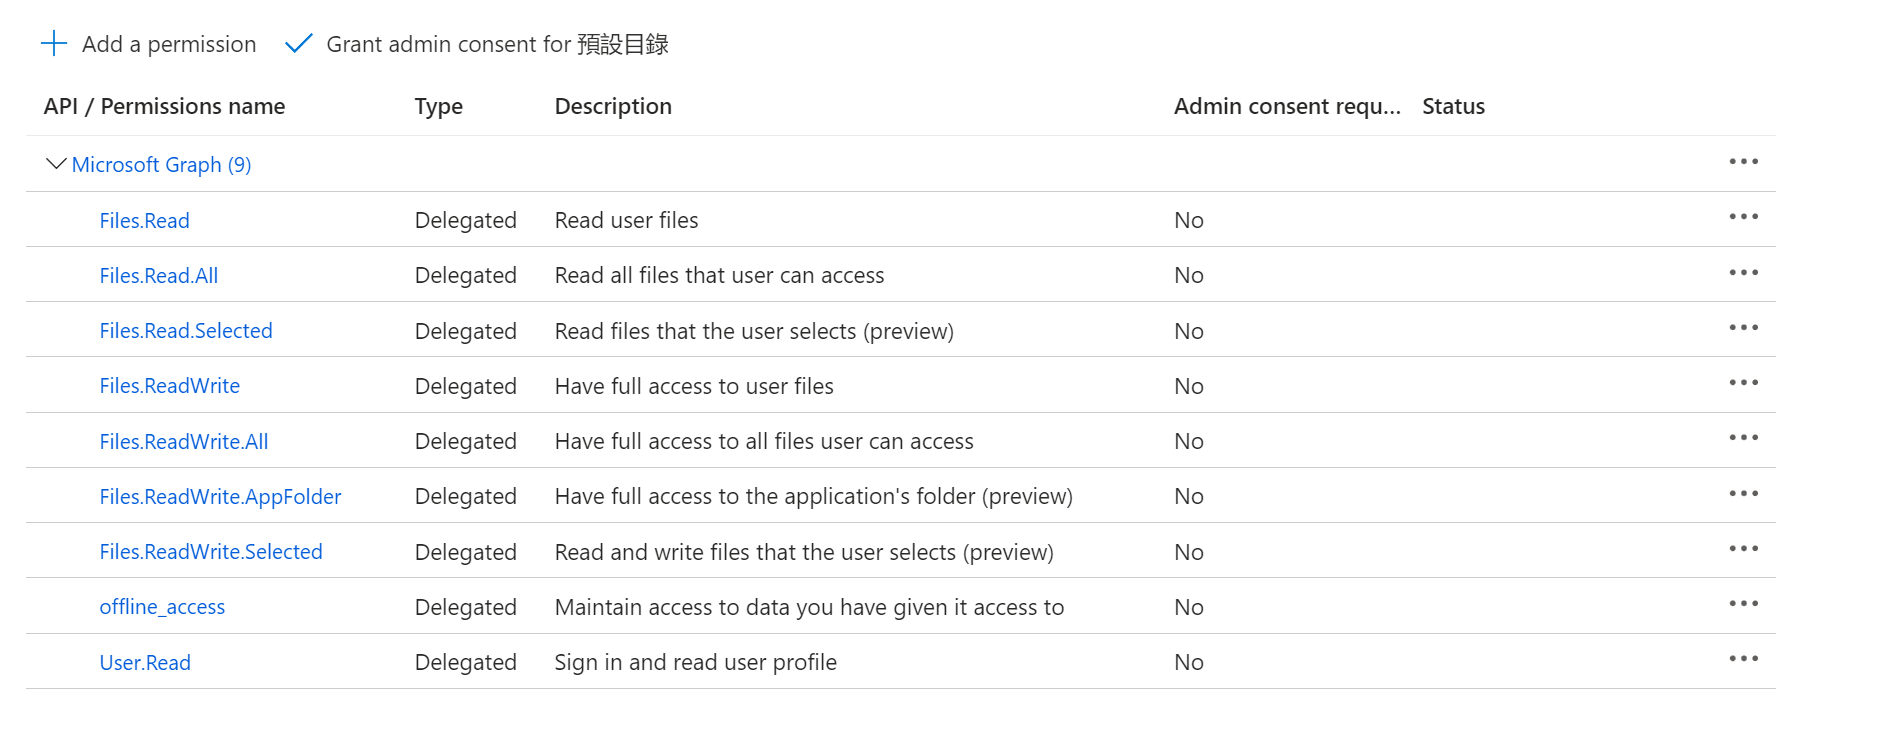 Add a permission Grant admin consent for 預設目錄
API / Permissions name Type Description Admin consent requ... Status
Microsoft Graph (9)
Files.Read Delegated Read user files No
Files.Read.All Delegated Read all files that user can access No
Files.Read.Selected Delegated Read files that the user selects (preview) No
Files.ReadWrite Delegated Have full access to user files No
Files.ReadWrite.All Delegated Have full access to all files user can access No
Files.ReadWrite.AppFolder Delegated Have full access to the application's folder (preview) No
Files.ReadWrite.Selected Delegated Read and write files that the user selects (preview) No
offline_access Delegated Maintain access to data you have given it access to No
User.Read Delegated Sign in and read user profile No